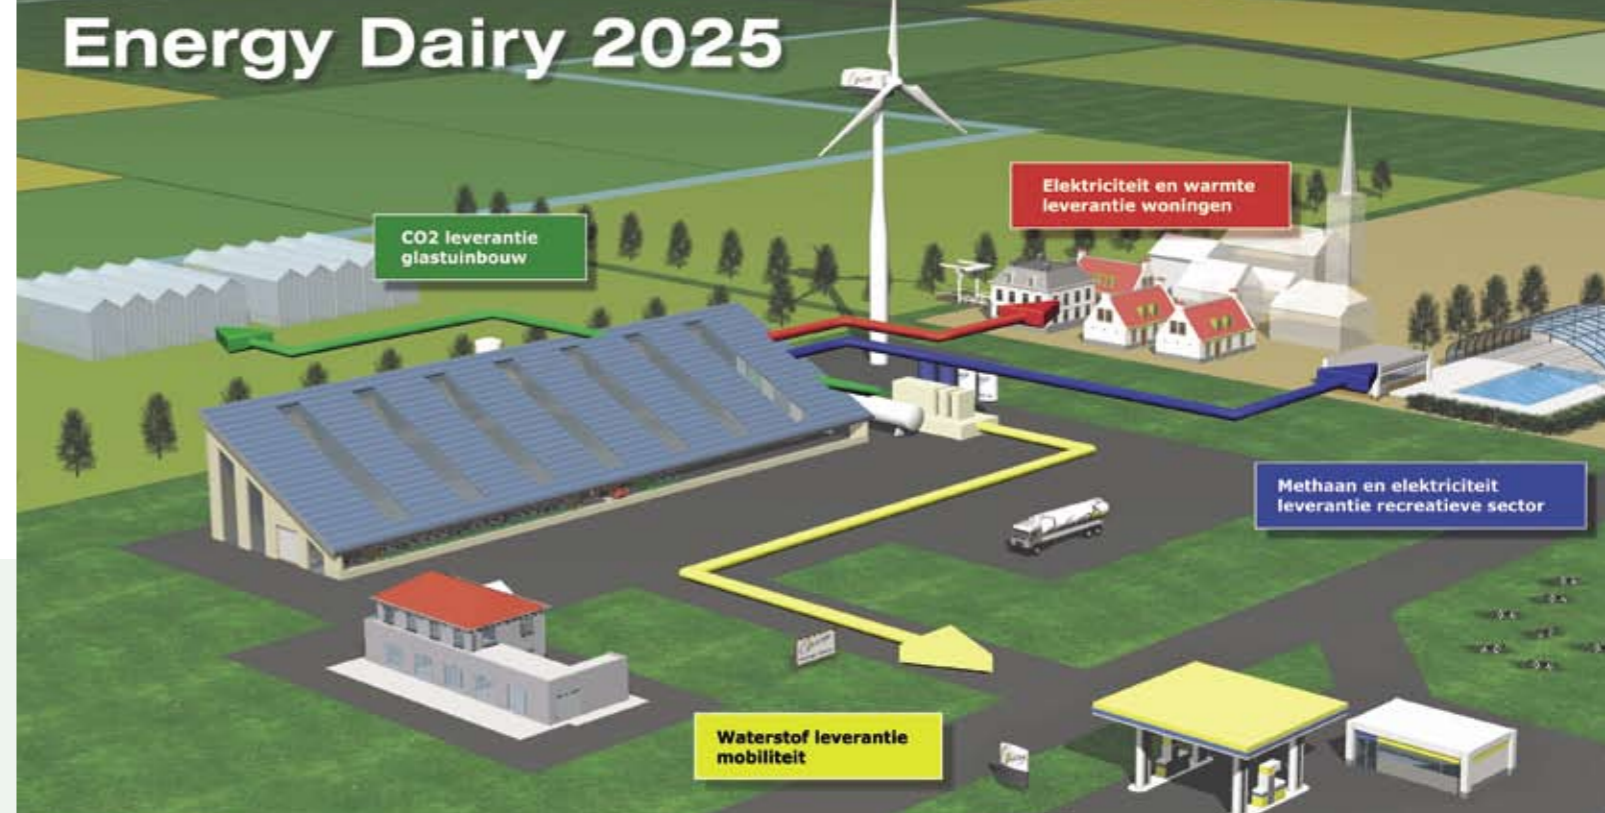 Energy Dairy 2025
Elektriciteit en warmte
leverantie woningen
CO2 leverantie
glastuinbouw
Methaan en elektriciteit
leverantie recreatieve sector
Waterstof leverantie
mobiliteit